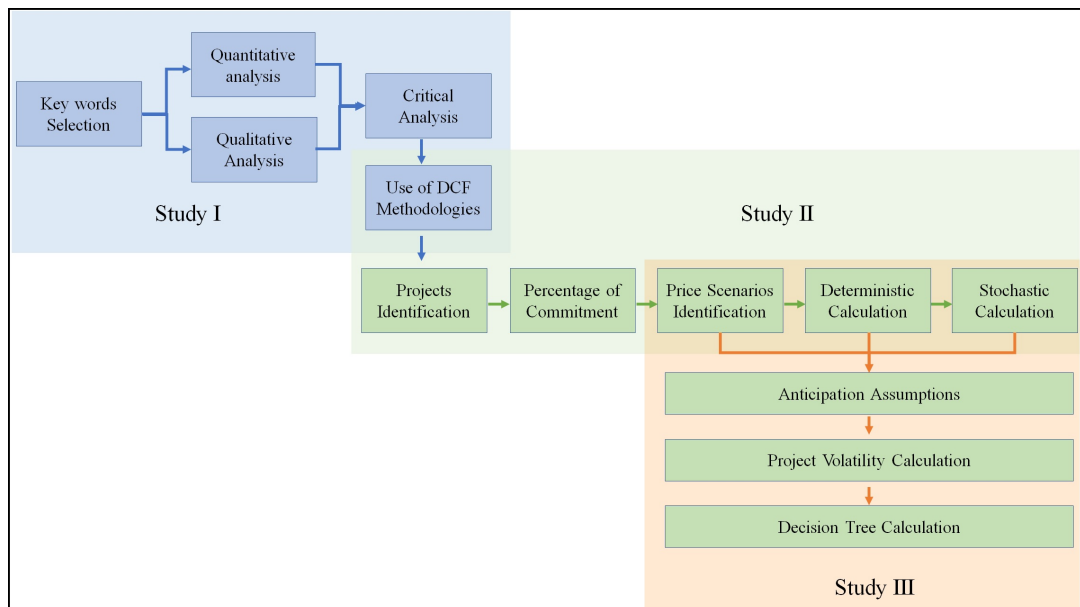 Key words
Selection
Quantitative
analysis
Qualitative
Analysis
Critical
Analysis
Use of DCF
Methodologies
Study I
Study II
Projects
Identification
Percentage of
Commitment
Price Scenarios
Identification
Deterministic
Calculation
Stochastic
Calculation
Anticipation Assumptions
Project Volatility Calculation
Decision Tree Calculation
Study III